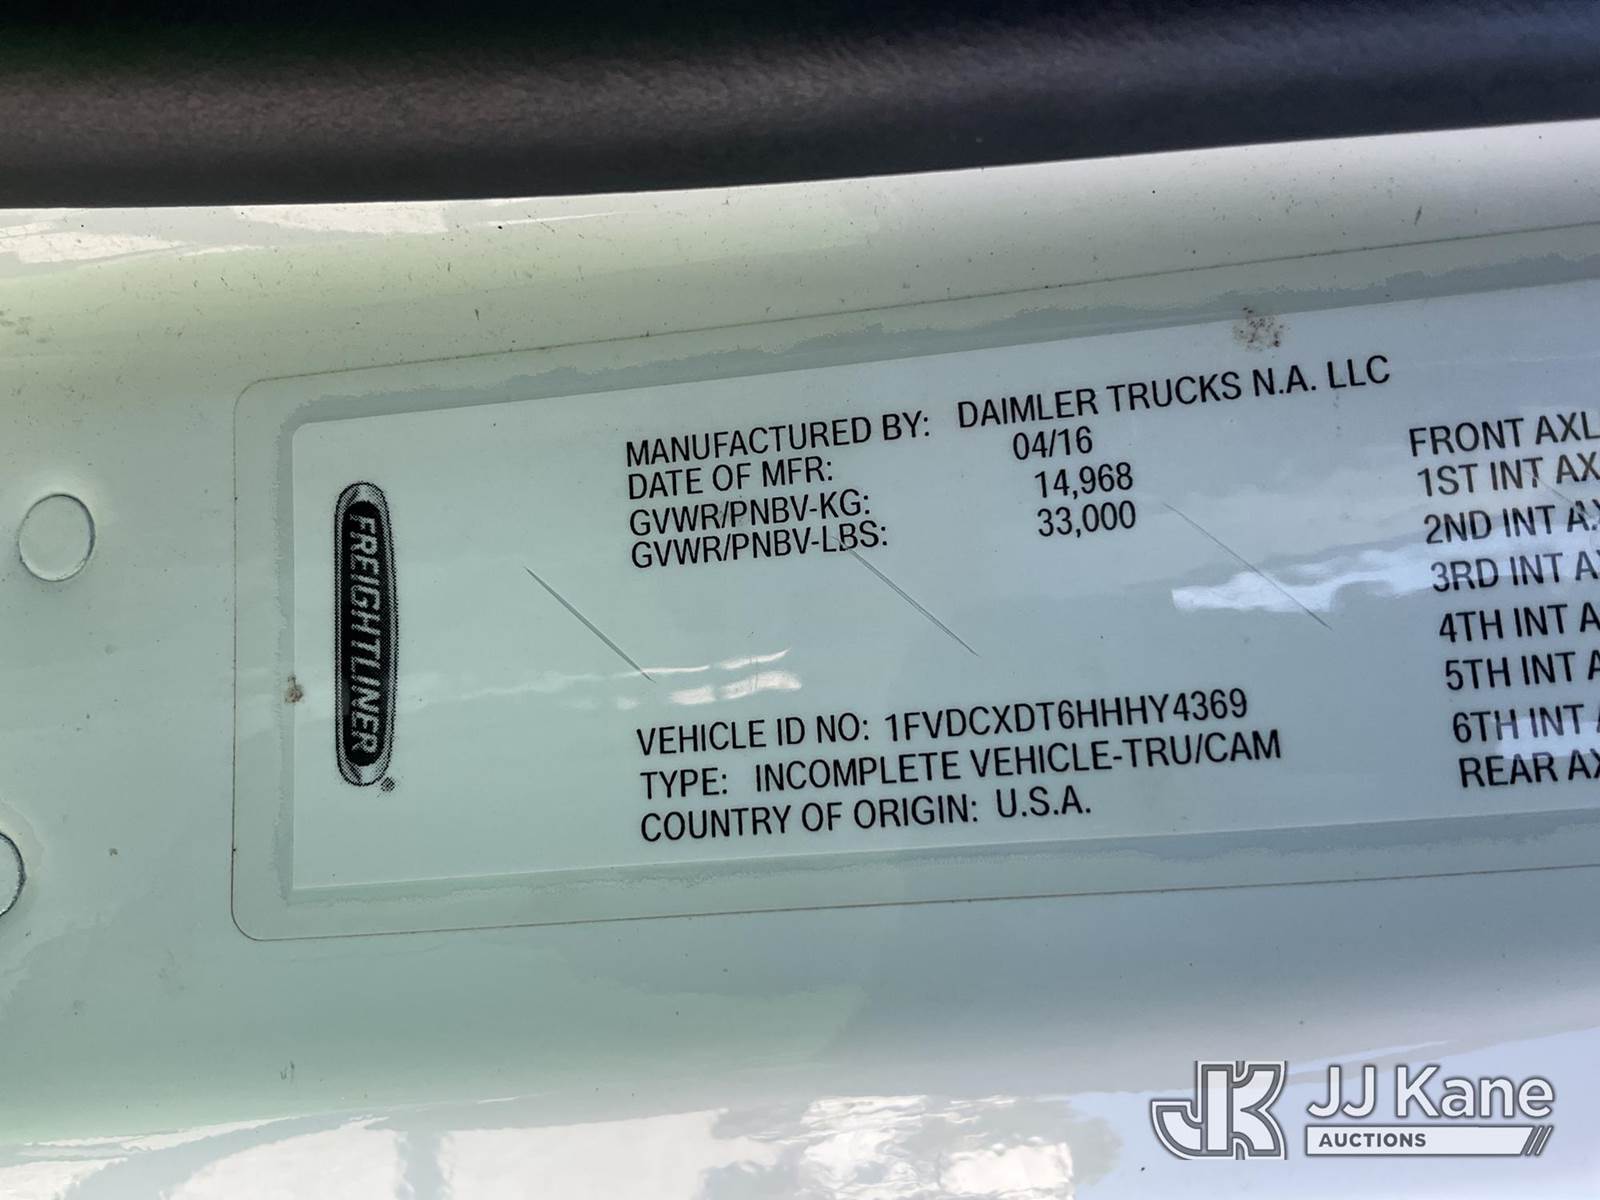 FREIGHTLINER®
MANUFACTURED BY: DAIMLER TRUCKS N.A. LLC
DATE OF MFR: 04/16
GVWR/PNBV-KG: 14,968
GVWR/PNBV-LBS: 33,000
VEHICLE ID NO: 1FVDCXDT6HHHY4369
TYPE: INCOMPLETE VEHICLE-TRU/CAM
COUNTRY OF ORIGIN: U.S.A.
FRONT AXL
1ST INT AX
2ND INT
3RD INT
4TH INT A
5TH INT A
6TH INT
REAR AX
JK JJ Kane
AUCTIONS